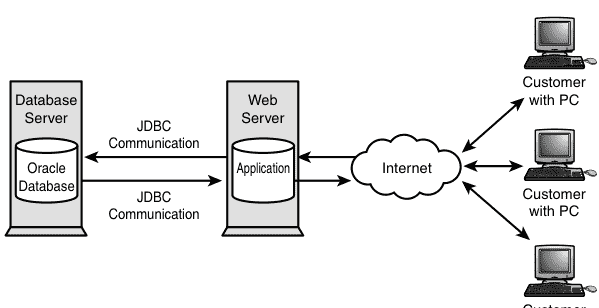 Database
Server
Oracle
Database
JDBC
Communication
JDBC
Communication
Web
Server
Application
Internet
Customer
with PC
Customer
with PC